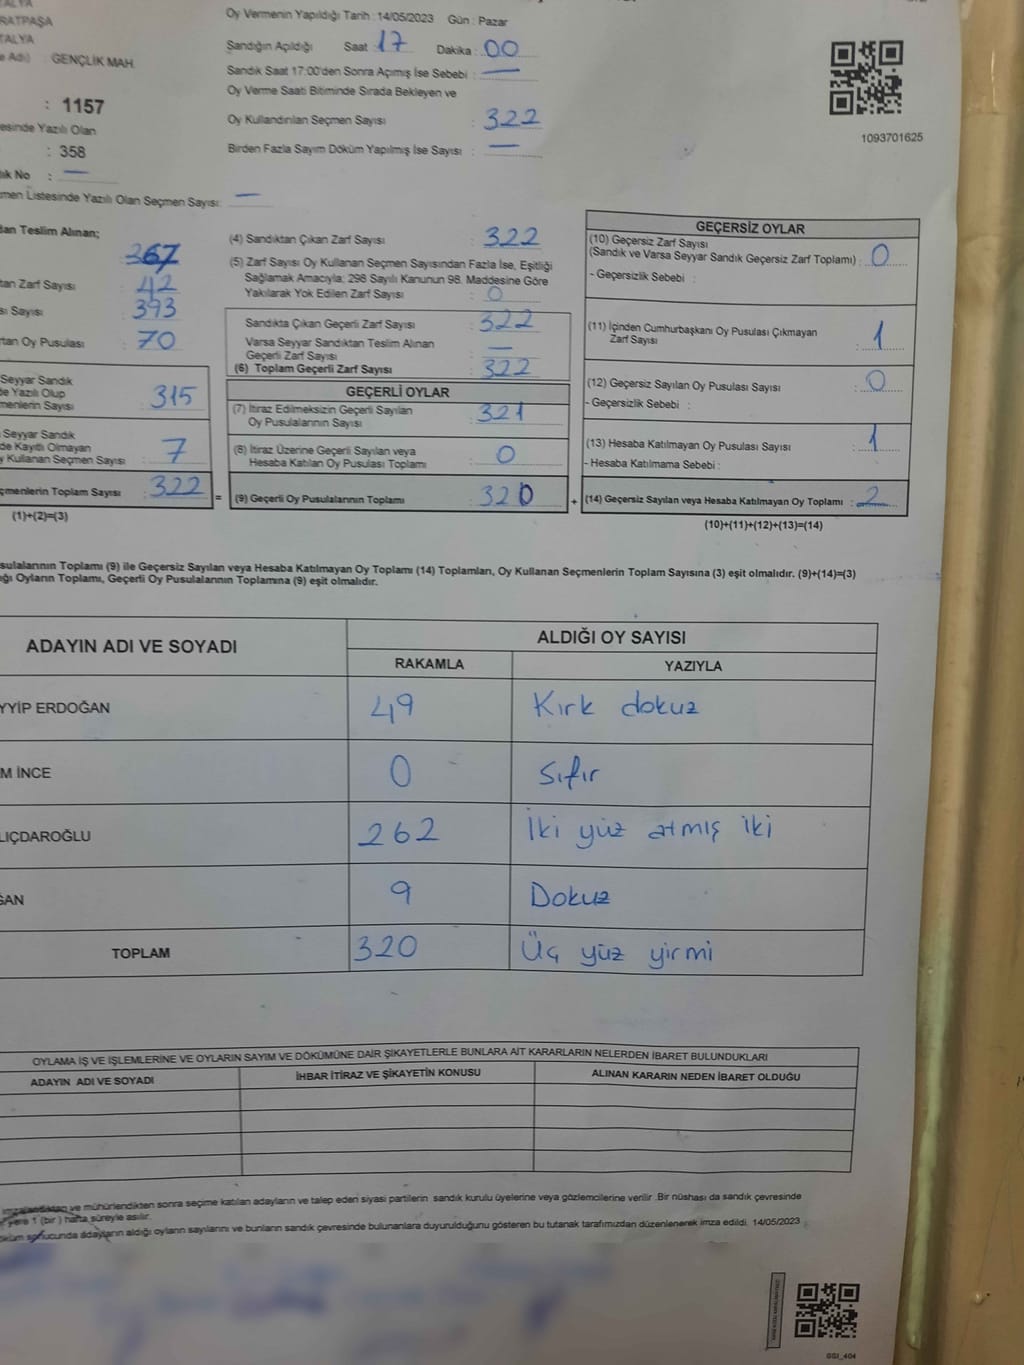 TALYA
RATPAŞA
TALYA
e Adı) : GENÇLİK MAH.
: 1157
esinde Yazılı Olan
: 358
lık No : —
men Listesinde Yazılı Olan Seçmen Sayısı: —
Oy Vermenin Yapıldığı Tarih : 14/05/2023 Gün : Pazar
Sandığın Açıldığı Saat : 17 Dakika : 00
Sandık Saat 17:00'den Sonra Açımış İse Sebebi : —
Oy Verme Saati Bitiminde Sırada Bekleyen ve
Oy Kullandırılan Seçmen Sayısı : 322
Birden Fazla Sayım Döküm Yapılmış İse Sayısı : —
1093701625
dan Teslim Alınan;
367
tan Zarf Sayısı : 42
sı Sayısı : 393
rtan Oy Pusulası : 70
Seyyar Sandık
de Yazılı Olup
menlerin Sayısı : 315
Seyyar Sandık
de Kayıtlı Olmayan
y Kullanan Seçmen Sayısı : 7
çmenlerin Toplam Sayısı : 322 =
(1)+(2)=(3)
(4) Sandıktan Çıkan Zarf Sayısı : 322
(5) Zarf Sayısı Oy Kullanan Seçmen Sayısından Fazla İse, Eşitliği
Sağlamak Amacıyla; 298 Sayılı Kanunun 98. Maddesine Göre
Yakılarak Yok Edilen Zarf Sayısı : 0
Sandıkta Çıkan Geçerli Zarf Sayısı : 322
Varsa Seyyar Sandıktan Teslim Alınan
Geçerli Zarf Sayısı : —
(6) Toplam Geçerli Zarf Sayısı : 322
GEÇERLİ OYLAR
(7) İtiraz Edilmeksizin Geçerli Sayılan
Oy Pusulalarının Sayısı : 321
(8) İtiraz Üzerine Geçerli Sayılan veya
Hesaba Katılan Oy Pusulası Toplamı : 0
(9) Geçerli Oy Pusulalarının Toplamı : 320 +
GEÇERSİZ OYLAR
(10) Geçersiz Zarf Sayısı
(Sandık ve Varsa Seyyar Sandık Geçersiz Zarf Toplamı) : 0
- Geçersizlik Sebebi :
(11) İçinden Cumhurbaşkanı Oy Pusulası Çıkmayan
Zarf Sayısı : 1
(12) Geçersiz Sayılan Oy Pusulası Sayısı : 0
- Geçersizlik Sebebi :
(13) Hesaba Katılmayan Oy Pusulası Sayısı : 1
- Hesaba Katılmama Sebebi :
(14) Geçersiz Sayılan veya Hesaba Katılmayan Oy Toplamı : 2
(10)+(11)+(12)+(13)=(14)
sulalarının Toplamı (9) ile Geçersiz Sayılan veya Hesaba Katılmayan Oy Toplamı (14) Toplamları, Oy Kullanan Seçmenlerin Toplam Sayısına (3) eşit olmalıdır. (9)+(14)=(3)
ığı Oyların Toplamı, Geçerli Oy Pusulalarının Toplamına (9) eşit olmalıdır.
ADAYIN ADI VE SOYADI ALDIĞI OY SAYISI
RAKAMLA YAZIYLA
YYİP ERDOĞAN 49 Kırk dokuz
M İNCE 0 Sıfır
LIÇDAROĞLU 262 İki yüz atmış iki
ĞAN 9 Dokuz
TOPLAM 320 Üç yüz yirmi
OYLAMA İŞ VE İŞLEMLERİNE VE OYLARIN SAYIM VE DÖKÜMÜNE DAİR ŞİKAYETLERLE BUNLARA AİT KARARLARIN NELERDEN İBARET BULUNDUKLARI
ADAYIN ADI VE SOYADI İHBAR İTİRAZ VE ŞİKAYETİN KONUSU ALINAN KARARIN NEDEN İBARET OLDUĞU
imzalandıktan ve mühürlendikten sonra seçime katılan adayların ve talep eden siyasi partilerin sandık kurulu üyelerine veya gözlemcilerine verilir .Bir nüshası da sandık çevresinde
yere 1 (bir ) hafta süreyle asılır.
öküm sonucunda adayların aldığı oyların sayılarını ve bunların sandık çevresinde bulunanlara duyurulduğunu gösteren bu tutanak tarafımızdan düzenlenerek imza edildi. 14/05/2023
GSI_404